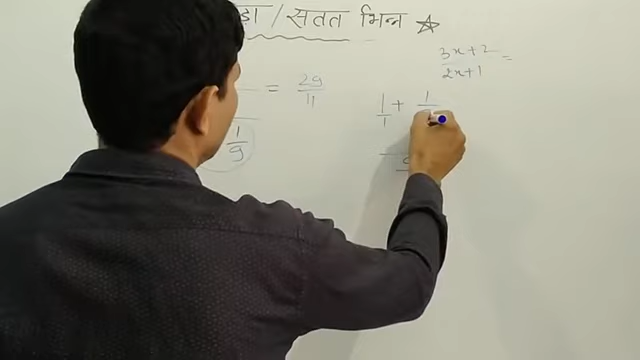 / सतत भिन्न ☆
3x+2 =
2x+1
= 29
11
1 + 1
1
1
9